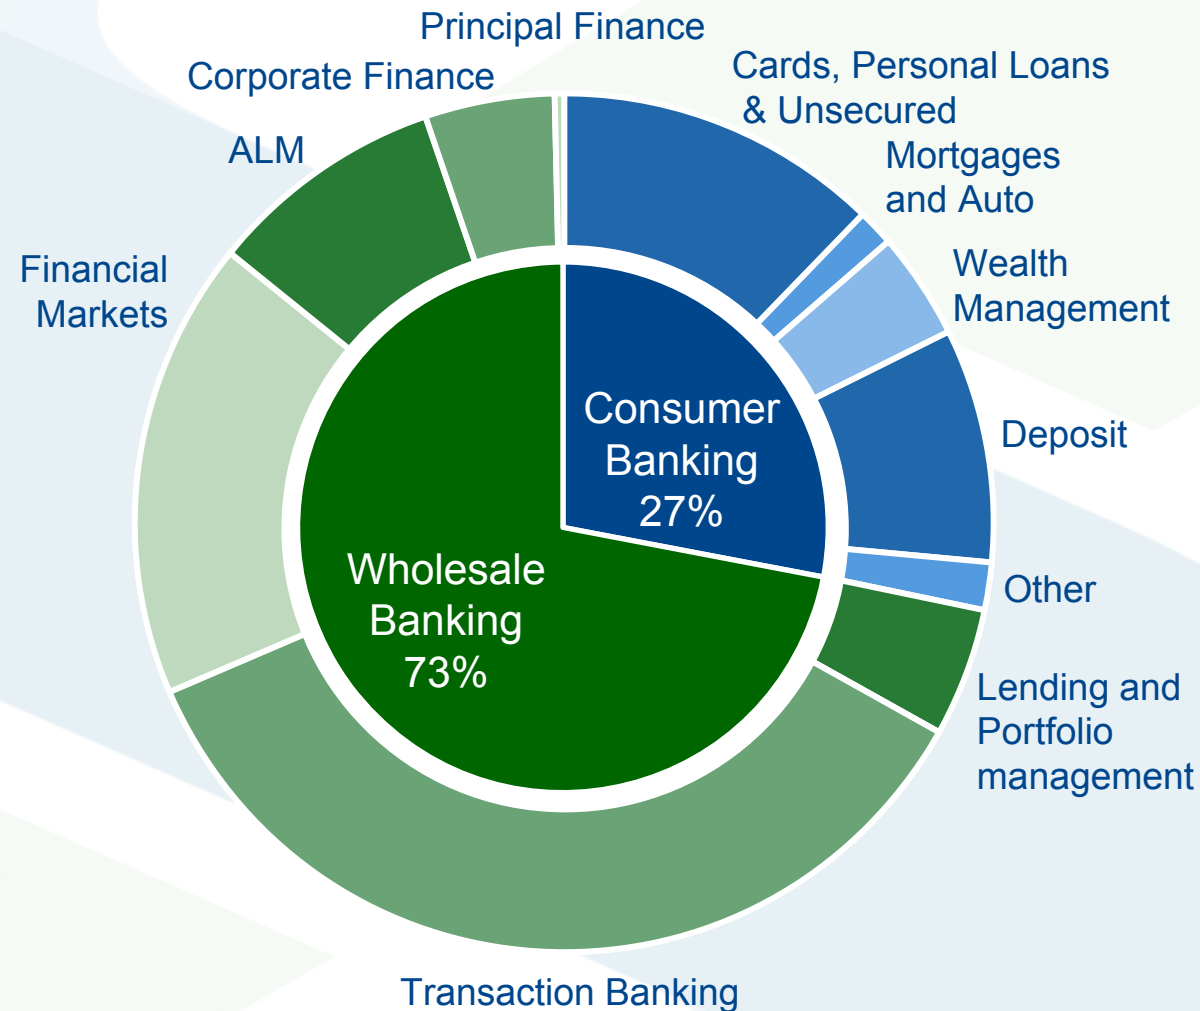 Principal Finance
Corporate Finance
ALM
Financial
Markets
Cards, Personal Loans
& Unsecured
Mortgages
and Auto
Wealth
Management
Deposit
Other
Lending and
Portfolio
management
Consumer
Banking
27%
Wholesale
Banking
73%
Transaction Banking